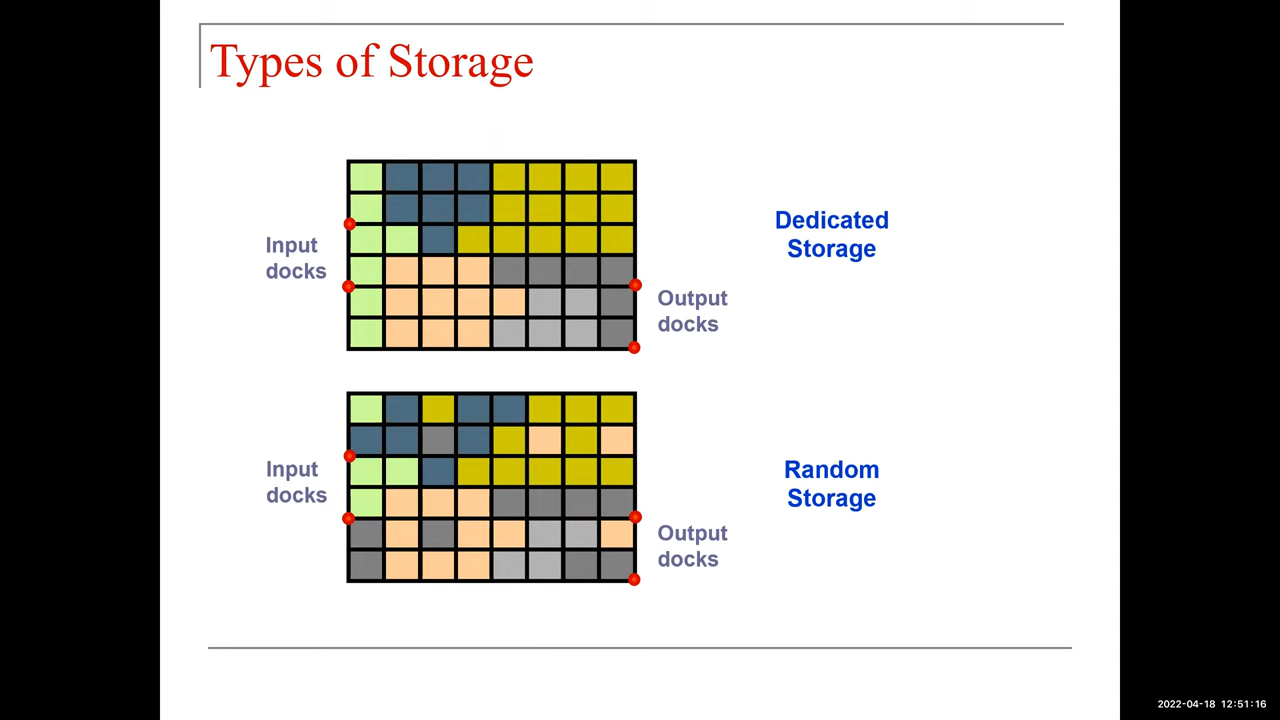 Types of Storage
Input
docks
Dedicated
Storage
Output
docks
Input
docks
Random
Storage
Output
docks
2022-04-18 12:51:16